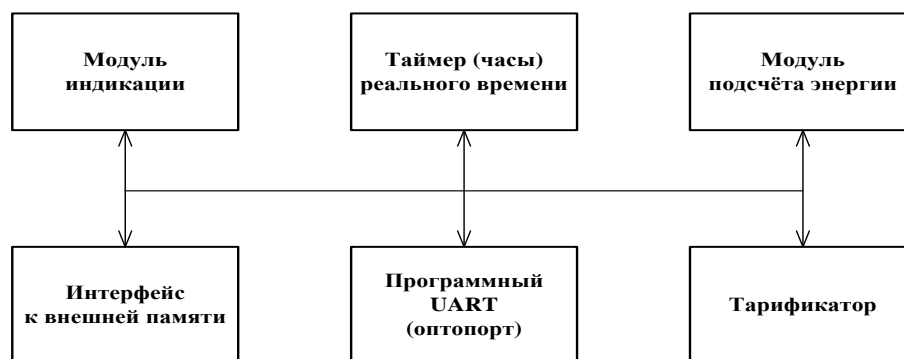 Модуль
индикации
Таймер (часы)
реального времени
Модуль
подсчёта энергии
Интерфейс
к внешней памяти
Программный
UART
(оптопорт)
Тарификатор